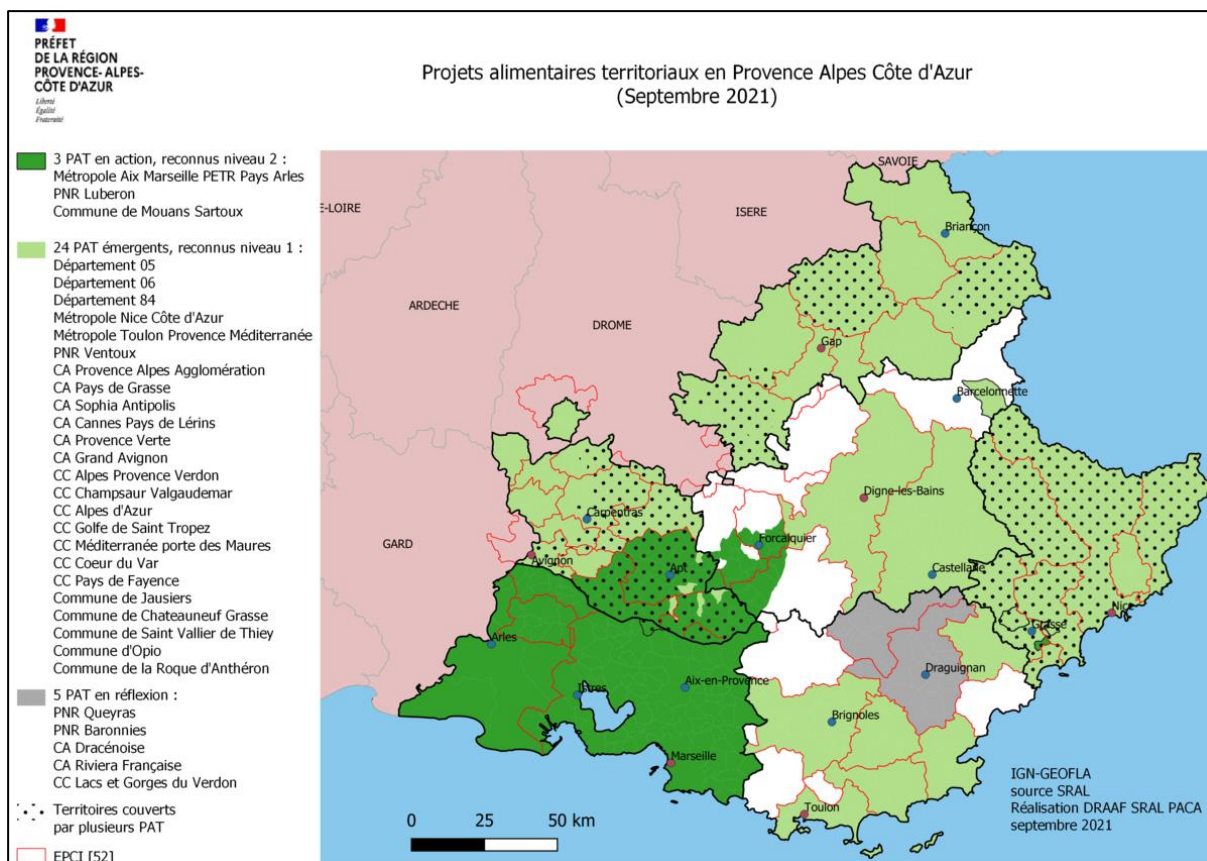 PRÉFET
DE LA RÉGION
PROVENCE- ALPES-
CÔTE D'AZUR
Liberté
Égalité
Fraternité
Projets alimentaires territoriaux en Provence Alpes Côte d'Azur
(Septembre 2021)
3 PAT en action, reconnus niveau 2 :
Métropole Aix Marseille PETR Pays Arles
PNR Luberon
Commune de Mouans Sartoux
24 PAT émergents, reconnus niveau 1 :
Département 05
Département 06
Département 84
Métropole Nice Côte d'Azur
Métropole Toulon Provence Méditerranée
PNR Ventoux
CA Provence Alpes Agglomération
CA Pays de Grasse
CA Sophia Antipolis
CA Cannes Pays de Lérins
CA Provence Verte
CA Grand Avignon
CC Alpes Provence Verdon
CC Champsaur Valgaudemar
CC Alpes d'Azur
CC Golfe de Saint Tropez
CC Méditerranée porte des Maures
CC Coeur du Var
CC Pays de Fayence
Commune de Jausiers
Commune de Chateauneuf Grasse
Commune de Saint Vallier de Thiey
Commune d'Opio
Commune de la Roque d'Anthéron
5 PAT en réflexion :
PNR Queyras
PNR Baronnies
CA Dracénoise
CA Riviera Française
CC Lacs et Gorges du Verdon
Territoires couverts
par plusieurs PAT
EPCI [52]
SAVOIE
E-LOIRE
ISERE
Briançon
ARDECHE
DROME
Gap
Barcelonnette
Digne-les-Bains
Carpentras
Forcalquier
GARD
Avignon
Apt
Castellane
Nice
Grasse
Arles
Draguignan
Istres
Aix-en-Provence
Brignoles
Marseille
Toulon
0 25 50 km
IGN-GEOFLA
source SRAL
Réalisation DRAAF SRAL PACA
septembre 2021